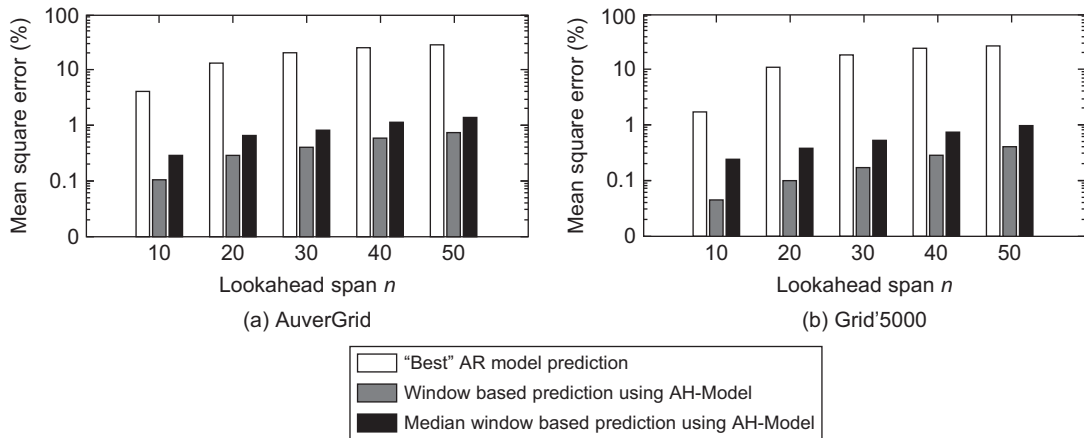 Mean square error (%)
100
10
1
0.1
0
10 20 30 40 50
Lookahead span n
(a) AuverGrid
Mean square error (%)
100
10
1
0.1
0
10 20 30 40 50
Lookahead span n
(b) Grid'5000
“Best” AR model prediction
Window based prediction using AH-Model
Median window based prediction using AH-Model